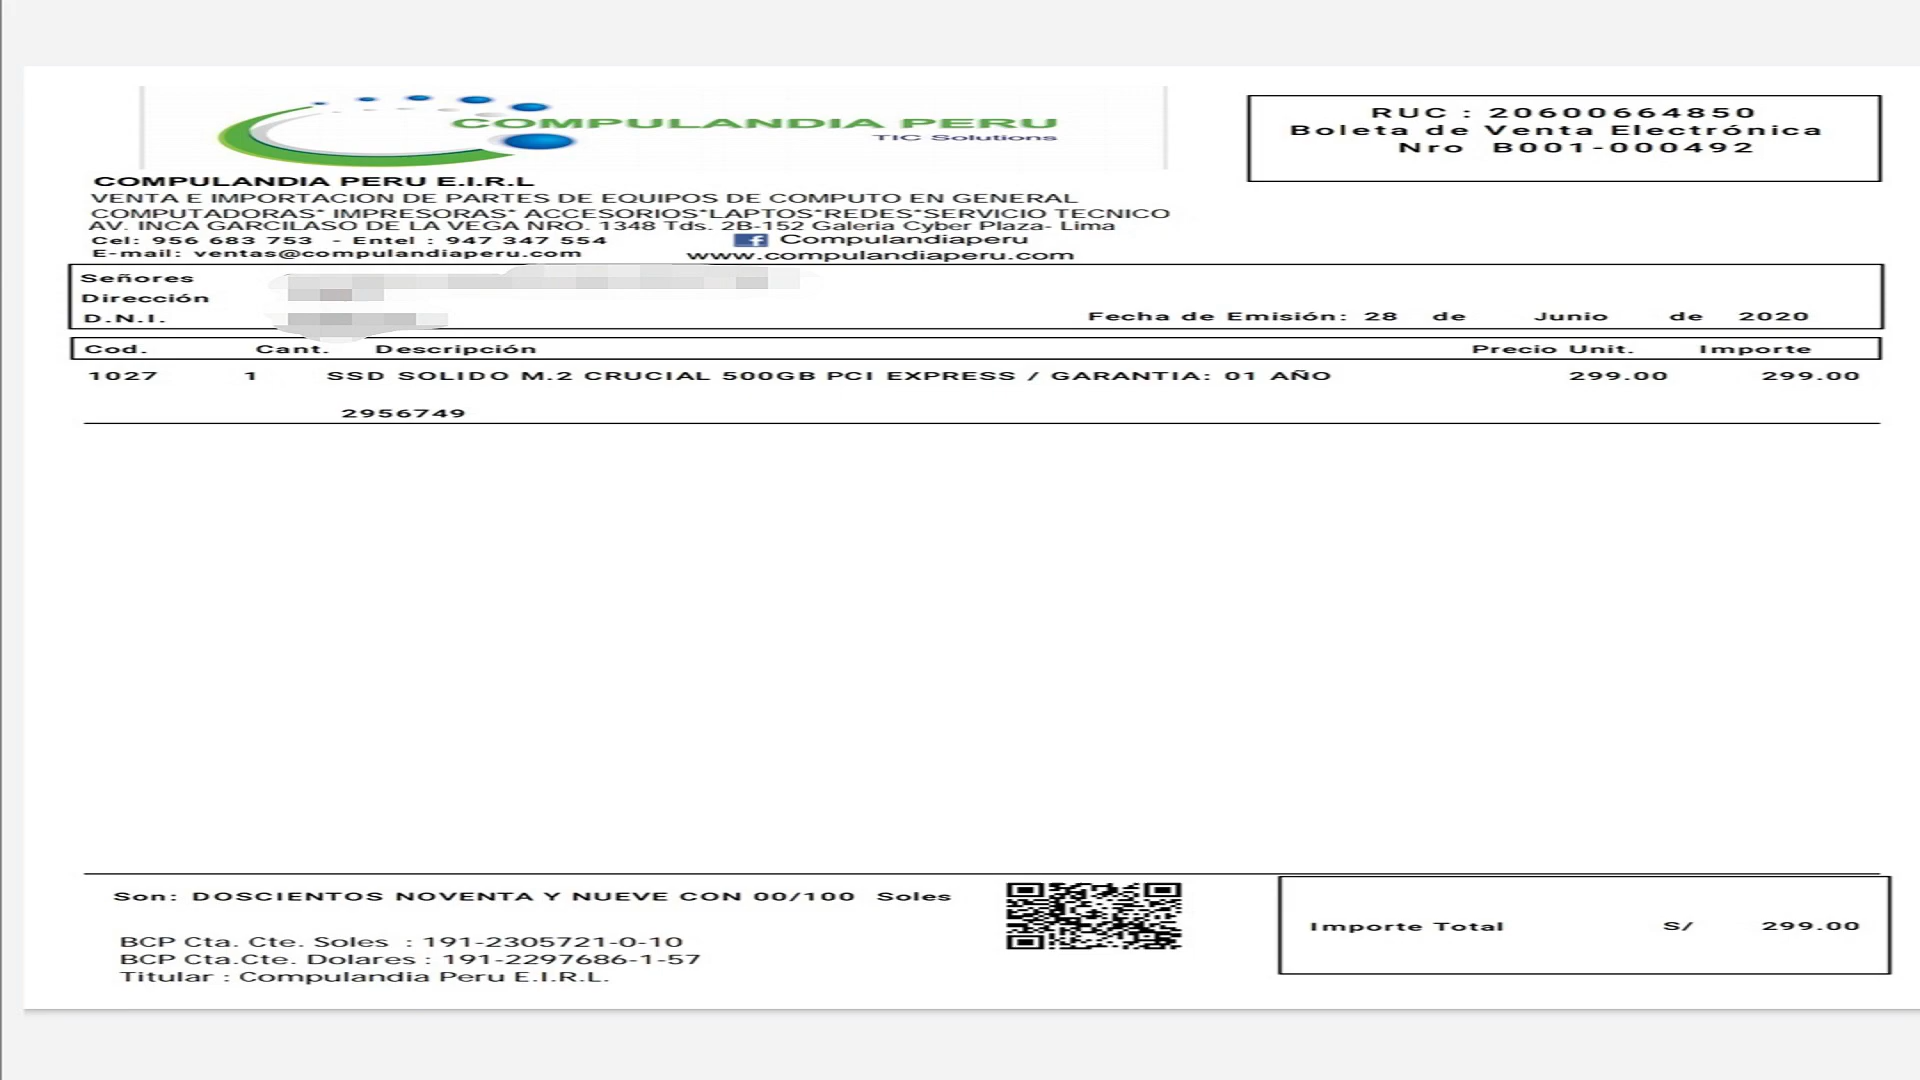 COMPULANDIA PERU
TIC Solutions
RUC : 20600664850
Boleta de Venta Electrónica
Nro B001-000492
COMPULANDIA PERU E.I.R.L
VENTA E IMPORTACION DE PARTES DE EQUIPOS DE COMPUTO EN GENERAL
COMPUTADORAS* IMPRESORAS* ACCESORIOS*LAPTOS*REDES*SERVICIO TECNICO
AV. INCA GARCILASO DE LA VEGA NRO. 1348 Tds. 2B-152 Galeria Cyber Plaza- Lima
Cel: 956 683 753 - Entel : 947 347 554 Compulandiaperu
E-mail: ventas@compulandiaperu.com www.compulandiaperu.com
Señores
Dirección
D.N.I. Fecha de Emisión: 28 de Junio de 2020
Cod. Cant. Descripción Precio Unit. Importe
1027 1 SSD SOLIDO M.2 CRUCIAL 500GB PCI EXPRESS / GARANTIA: 01 AÑO 299.00 299.00
2956749
Son: DOSCIENTOS NOVENTA Y NUEVE CON 00/100 Soles
Importe Total S/ 299.00
BCP Cta. Cte. Soles : 191-2305721-0-10
BCP Cta.Cte. Dolares : 191-2297686-1-57
Titular : Compulandia Peru E.I.R.L.